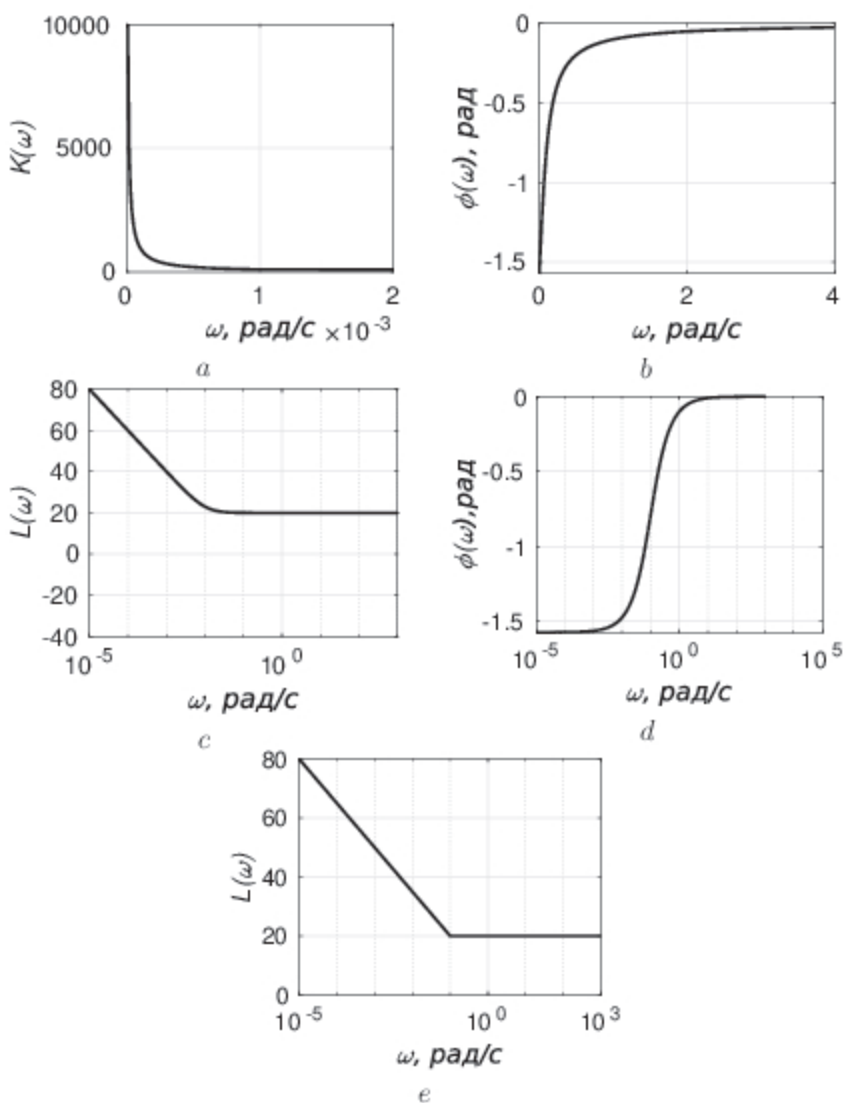 10000
5000
0
K(ω)
0 1 2
ω, рад/с ×10 -3
a
0
-0.5
-1
-1.5
ϕ(ω), рад
0 2 4
ω, рад/с
b
80
60
40
20
0
-20
-40
L(ω)
10 -5 10 0
ω, рад/с
c
0
-0.5
-1
-1.5
ϕ(ω),рад
10 -5 10 0 10 5
ω, рад/с
d
80
60
40
20
0
L(ω)
10 -5 10 0 10 3
ω, рад/с
e